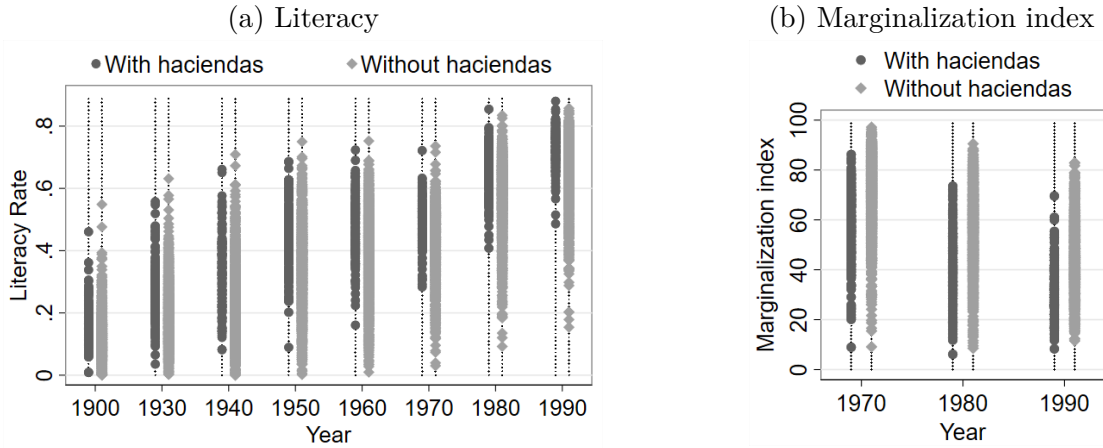 (a) Literacy
With haciendas
Without haciendas
Literacy Rate
.8
.6
.4
.2
0
1900 1930 1940 1950 1960 1970 1980 1990
Year
(b) Marginalization index
With haciendas
Without haciendas
Marginalization index
100
80
60
40
20
0
1970 1980 1990
Year